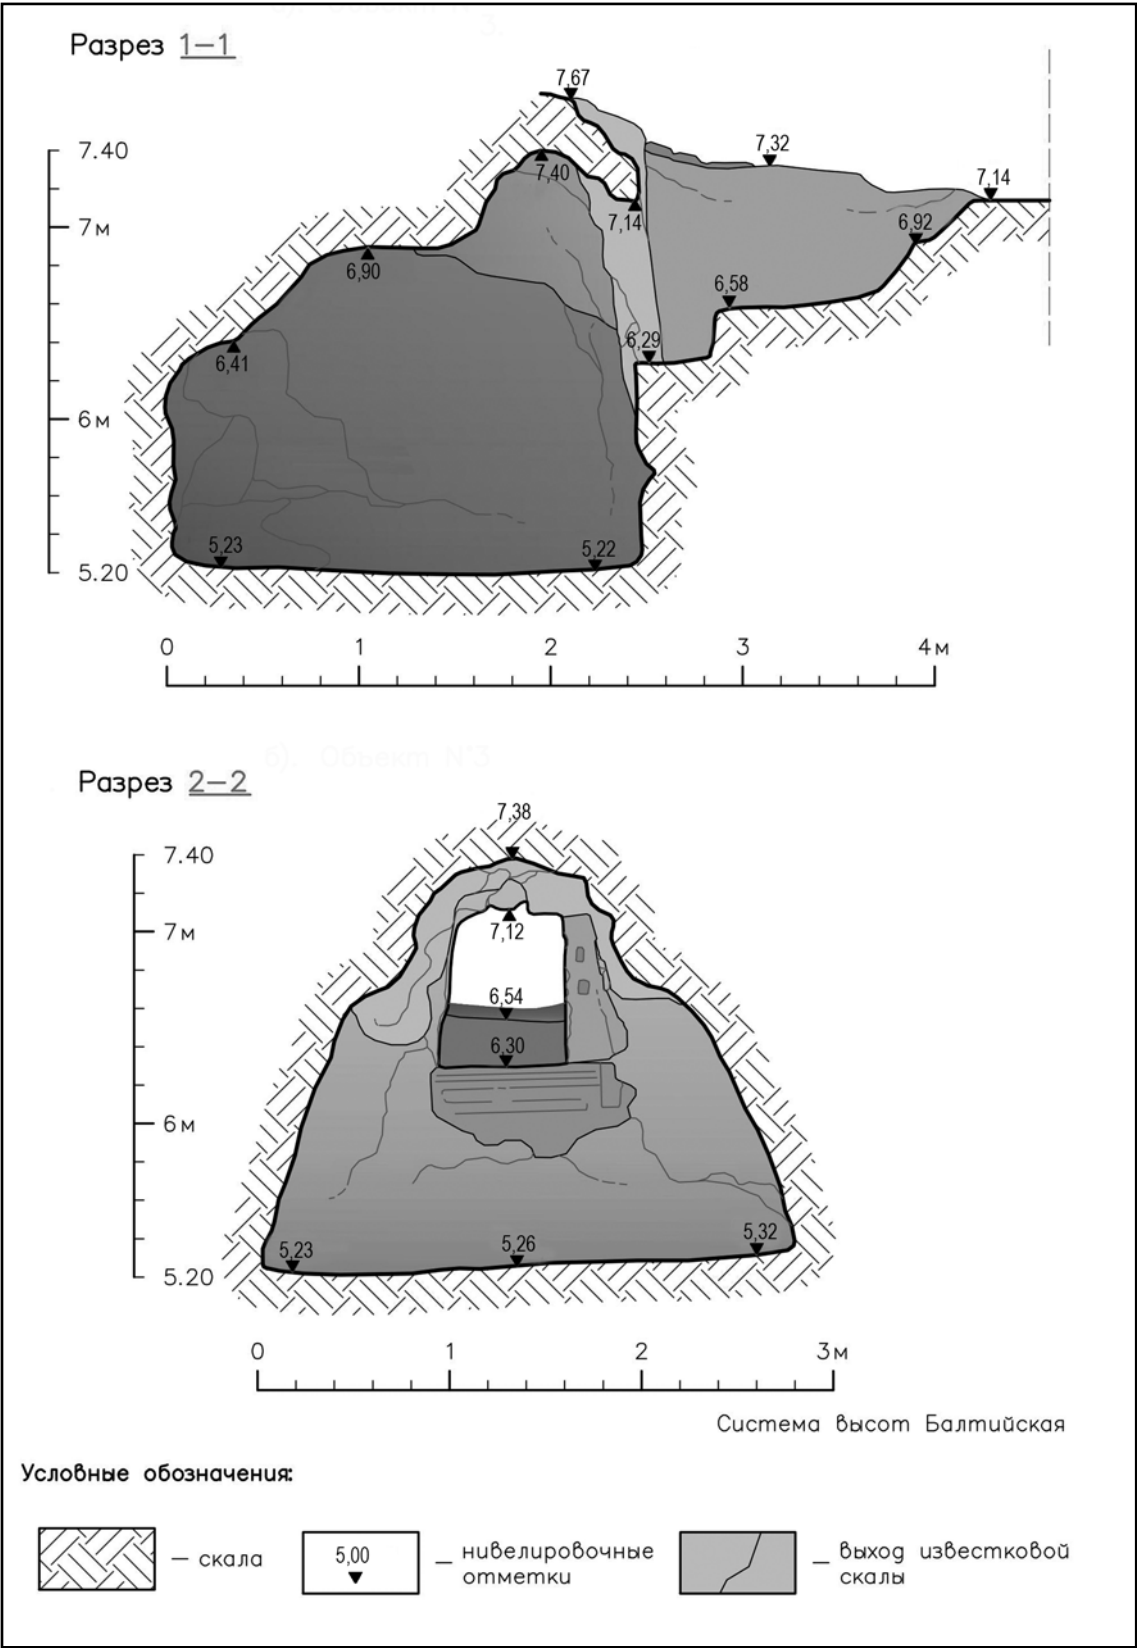 Разрез 1–1
7,67
7.40
7,32
7,40
7,14
7,14
7м
6,92
6,90
6,58
6,29
6,41
6м
5,23
5,22
5.20
0 1 2 3 4м
б). Объект N°3
Разрез 2–2
7,38
7.40
7м
7,12
6,54
6,30
6м
5,32
5,23
5,26
5.20
0 1 2 3м
Система высот Балтийская
Условные обозначения:
– скала
5,00
– нивелировочные
отметки
– выход известковой
скалы